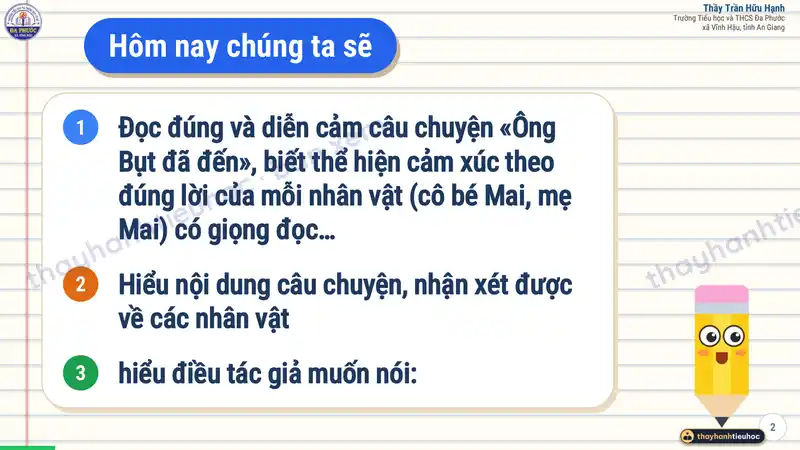 Thầy Trần Hữu Hạnh
Trường Tiểu học và THCS Đa Phước
xã Vĩnh Hậu, tỉnh An Giang
ĐA PHƯỚC
Hôm nay chúng ta sẽ
1 Đọc đúng và diễn cảm câu chuyện «Ông
Bụt đã đến», biết thể hiện cảm xúc theo
đúng lời của mỗi nhân vật (cô bé Mai, mẹ
Mai) có giọng đọc...
2 Hiểu nội dung câu chuyện, nhận xét được
về các nhân vật
3 hiểu điều tác giả muốn nói:
thayhanhtieuhoc
2